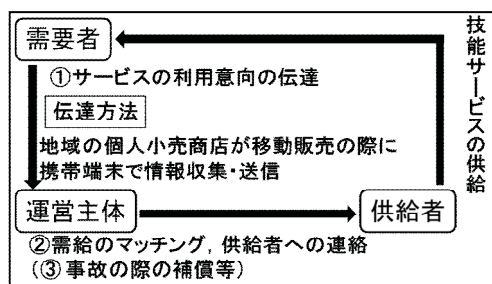 需要者
①サービスの利用意向の伝達
伝達方法
地域の個人小売商店が移動販売の際に
携帯端末で情報収集・送信
運営主体
供給者
②需給のマッチング，供給者への連絡
（③事故の際の補償等）
技能サービスの供給